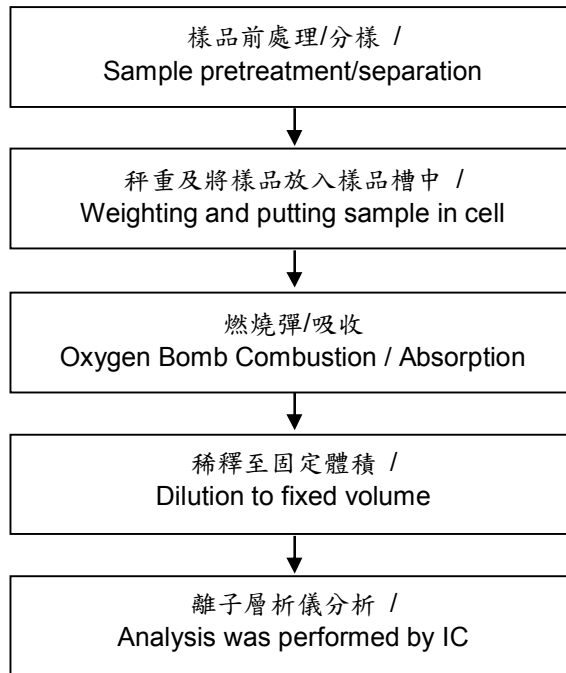 樣品前處理/分樣 /
Sample pretreatment/separation
秤重及將樣品放入樣品槽中 /
Weighting and putting sample in cell
燃燒彈/吸收
Oxygen Bomb Combustion / Absorption
稀釋至固定體積 /
Dilution to fixed volume
離子層析儀分析 /
Analysis was performed by IC